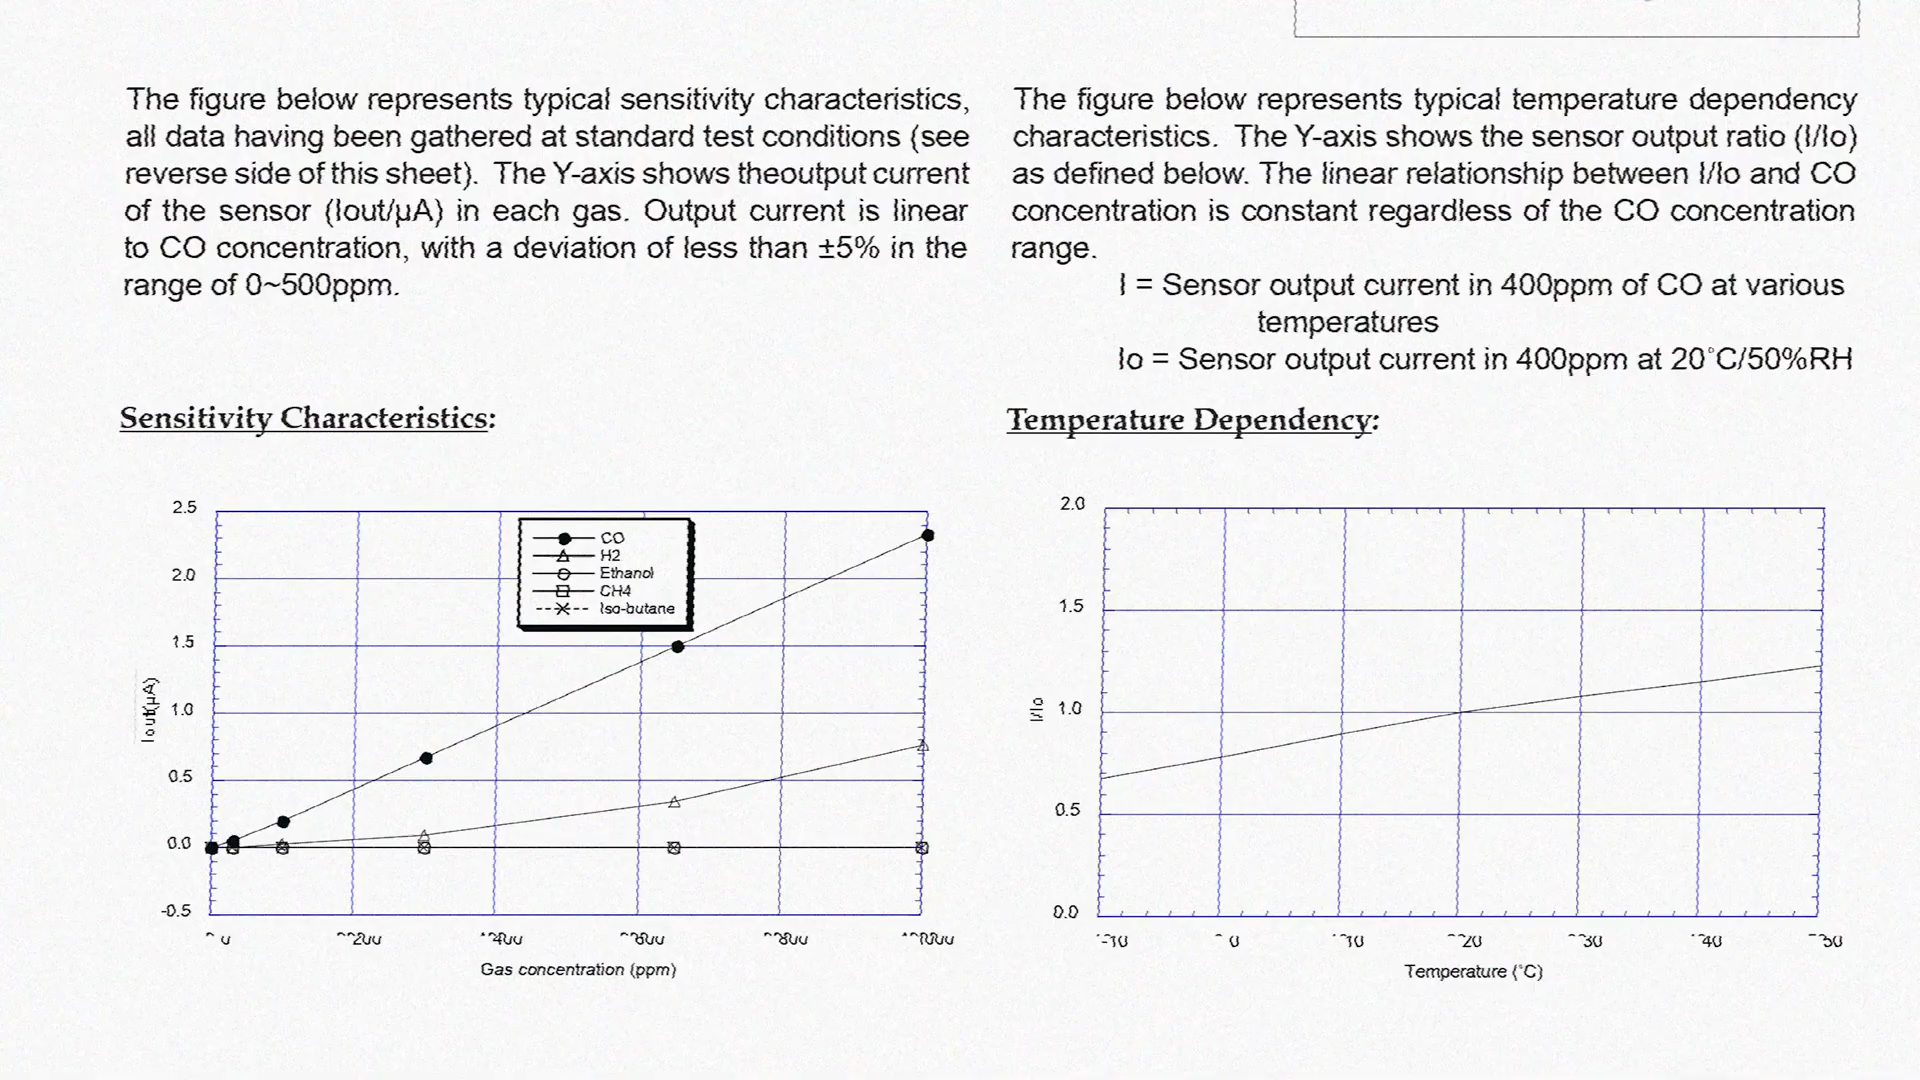 The figure below represents typical sensitivity characteristics,
all data having been gathered at standard test conditions (see
reverse side of this sheet). The Y-axis shows theoutput current
of the sensor (Iout/µA) in each gas. Output current is linear
to CO concentration, with a deviation of less than ±5% in the
range of 0~500ppm.
Sensitivity Characteristics:
2.5
2.0
1.5
1.0
0.5
0.0
-0.5
Iout(µA)
CO
H2
Ethanol
CH4
Iso-butane
Gas concentration (ppm)
The figure below represents typical temperature dependency
characteristics. The Y-axis shows the sensor output ratio (I/Io)
as defined below. The linear relationship between I/Io and CO
concentration is constant regardless of the CO concentration
range.
I = Sensor output current in 400ppm of CO at various
temperatures
Io = Sensor output current in 400ppm at 20°C/50%RH
Temperature Dependency:
2.0
1.5
1.0
0.5
0.0
I/Io
Temperature (°C)